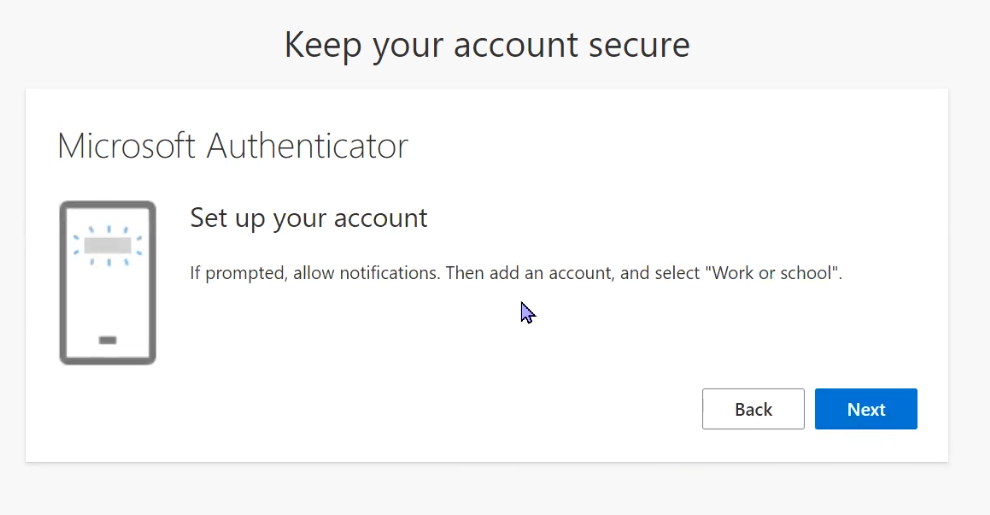 Keep your account secure
Microsoft Authenticator
Set up your account
If prompted, allow notifications. Then add an account, and select "Work or school".
Back
Next